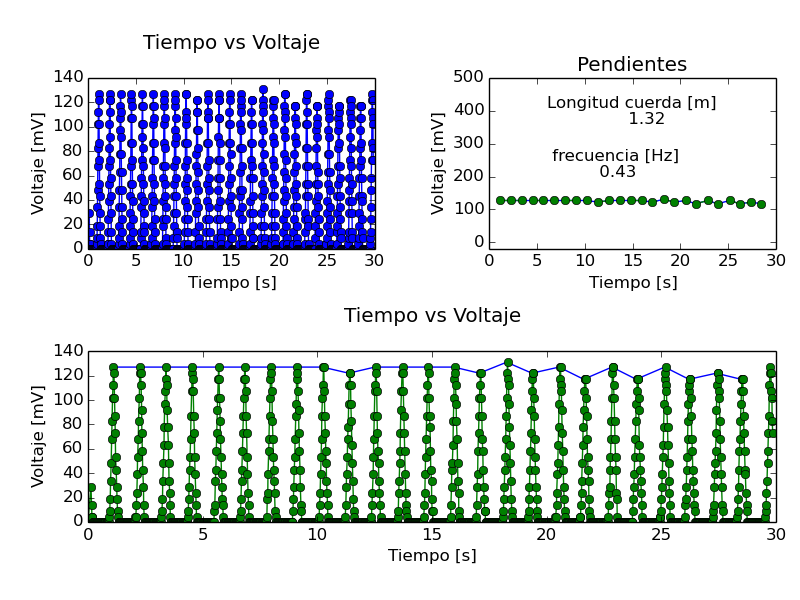 Tiempo vs Voltaje
Voltaje [mV]
140
120
100
80
60
40
20
0
0 5 10 15 20 25 30
Tiempo [s]
Pendientes
Voltaje [mV]
500
400
300
200
100
0
Longitud cuerda [m]
1.32
frecuencia [Hz]
0.43
0 5 10 15 20 25 30
Tiempo [s]
Tiempo vs Voltaje
Voltaje [mV]
140
120
100
80
60
40
20
0
0 5 10 15 20 25 30
Tiempo [s]